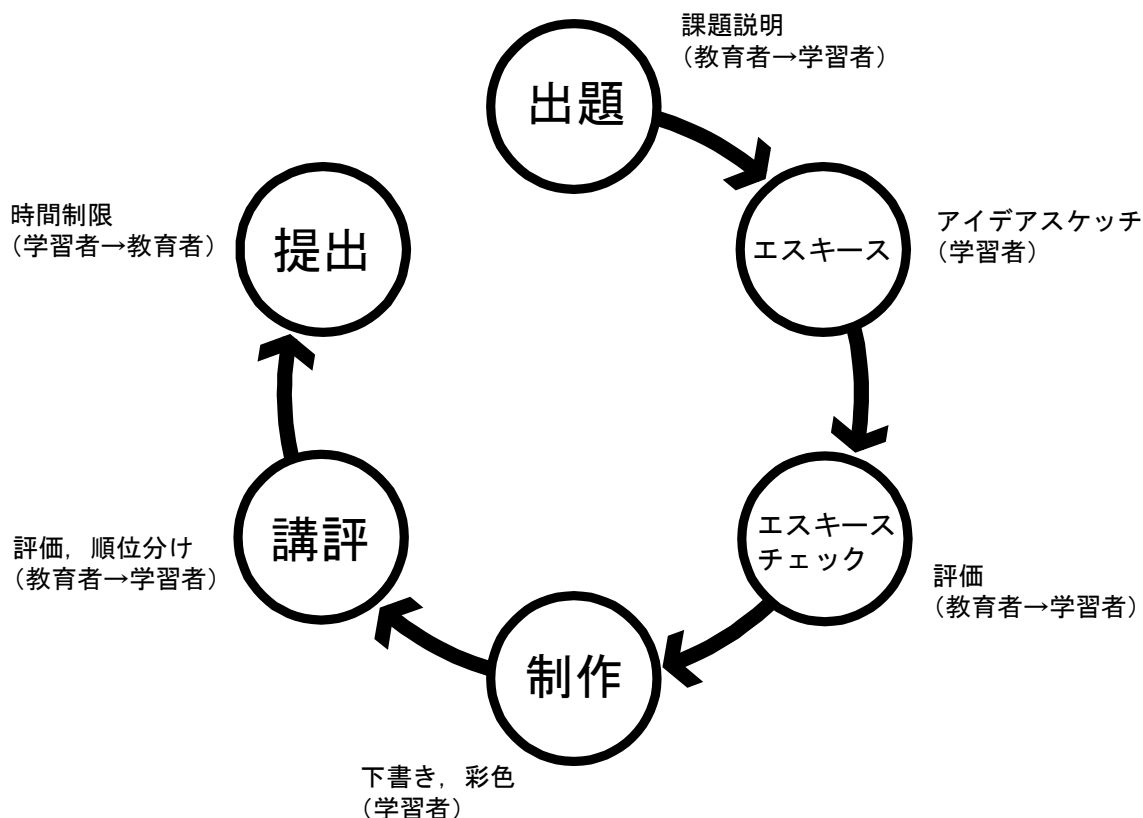 出題
課題説明
（教育者→学習者）
エスキース
アイデアスケッチ
（学習者）
エスキース
チェック
評価
（教育者→学習者）
制作
下書き，彩色
（学習者）
講評
評価，順位分け
（教育者→学習者）
提出
時間制限
（学習者→教育者）